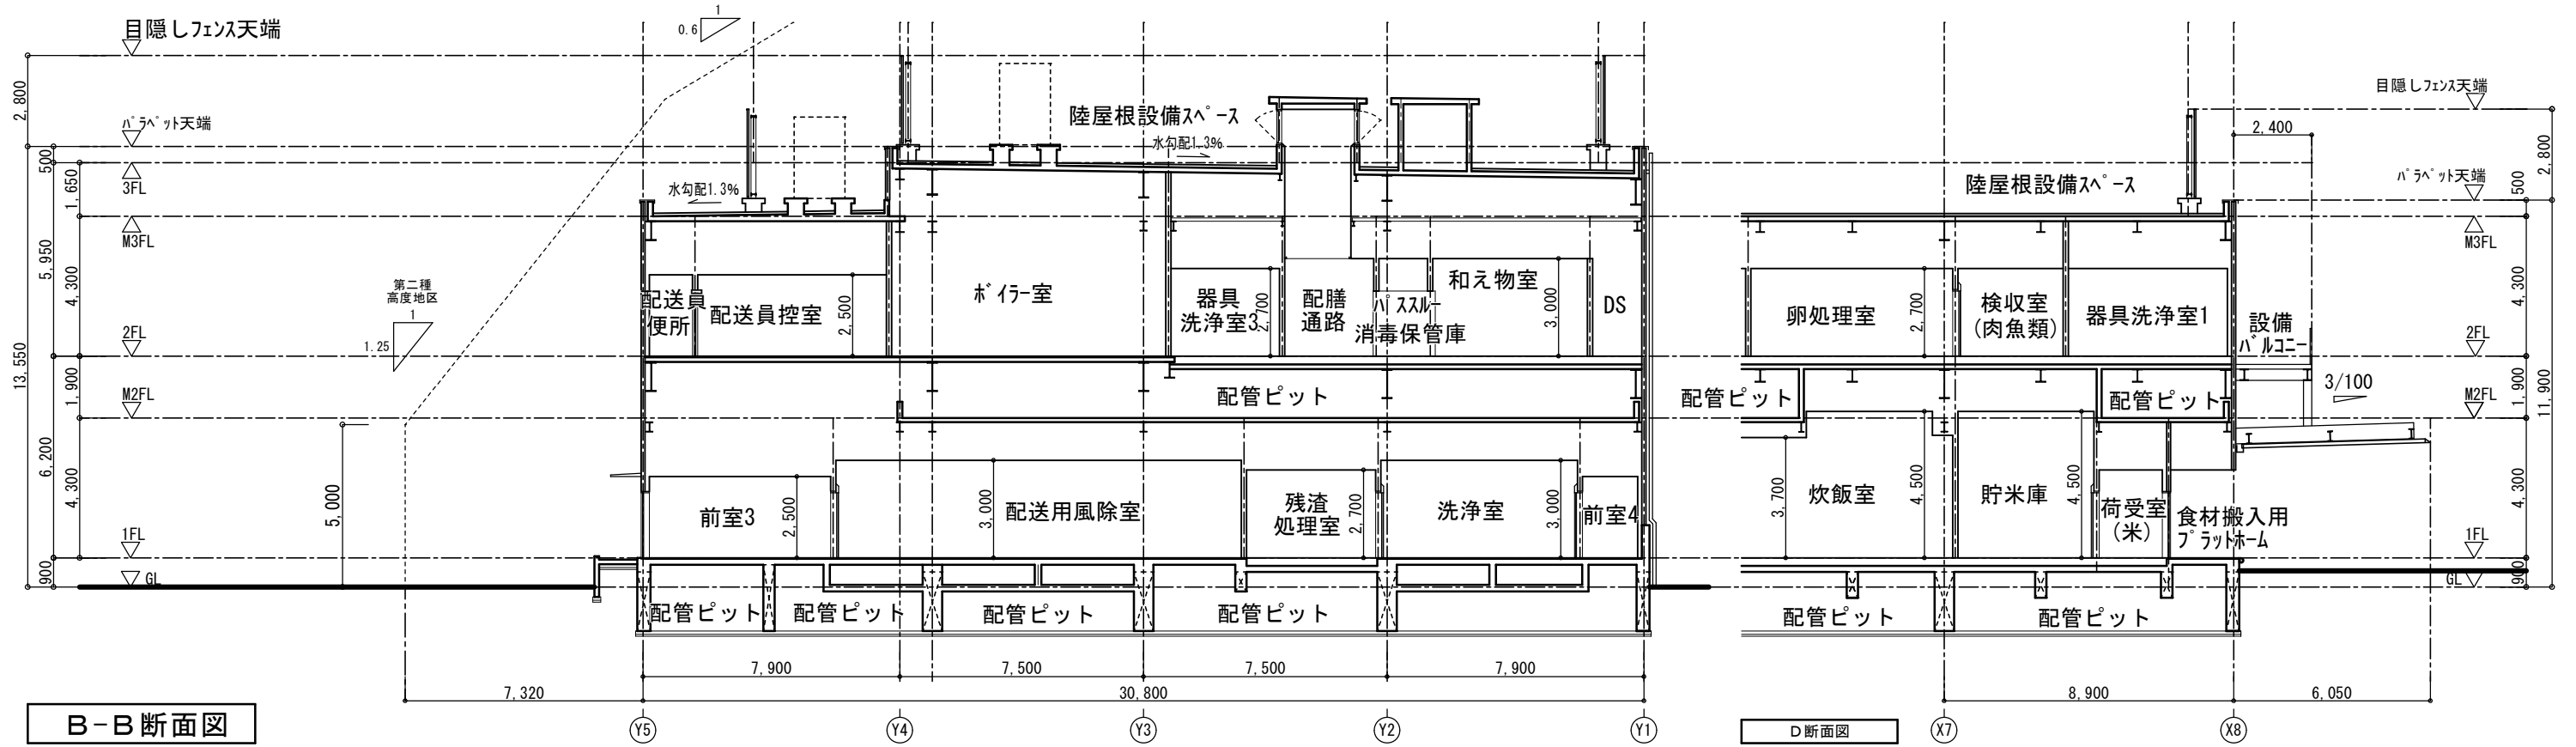 目隠しフェンス天端
1
0.6
2,800
パラペット天端
500
3FL
1,650
M3FL
5,950
4,300
13,550
2FL
1,900
M2FL
6,200
4,300
5,000
1FL
900
GL
第二種
高度地区
1
1.25
陸屋根設備スペース
水勾配1.3%
水勾配1.3%
配送員
便所
配送員控室
2,500
ボイラー室
器具
洗浄室3
2,700
配膳
通路
パススルー
消毒保管庫
和え物室
3,000
DS
配管ピット
前室3
2,500
3,000
配送用風除室
残渣
処理室
2,700
洗浄室
3,000
前室4
配管ピット
配管ピット
配管ピット
配管ピット
7,900
7,500
7,500
7,900
7,320
30,800
Y5
Y4
Y3
Y2
Y1
B-B断面図
目隠しフェンス天端
2,400
2,800
陸屋根設備スペース
パラペット天端
500
M3FL
卵処理室
2,700
検収室
(肉魚類)
器具洗浄室1
設備
バルコニー
4,300
2FL
11,900
配管ピット
配管ピット
3/100
1,900
M2FL
3,700
炊飯室
4,500
貯米庫
4,500
荷受室
(米)
食材搬入用
プラットホーム
4,300
1FL
GL
900
配管ピット
配管ピット
8,900
6,050
D断面図
X7
X8